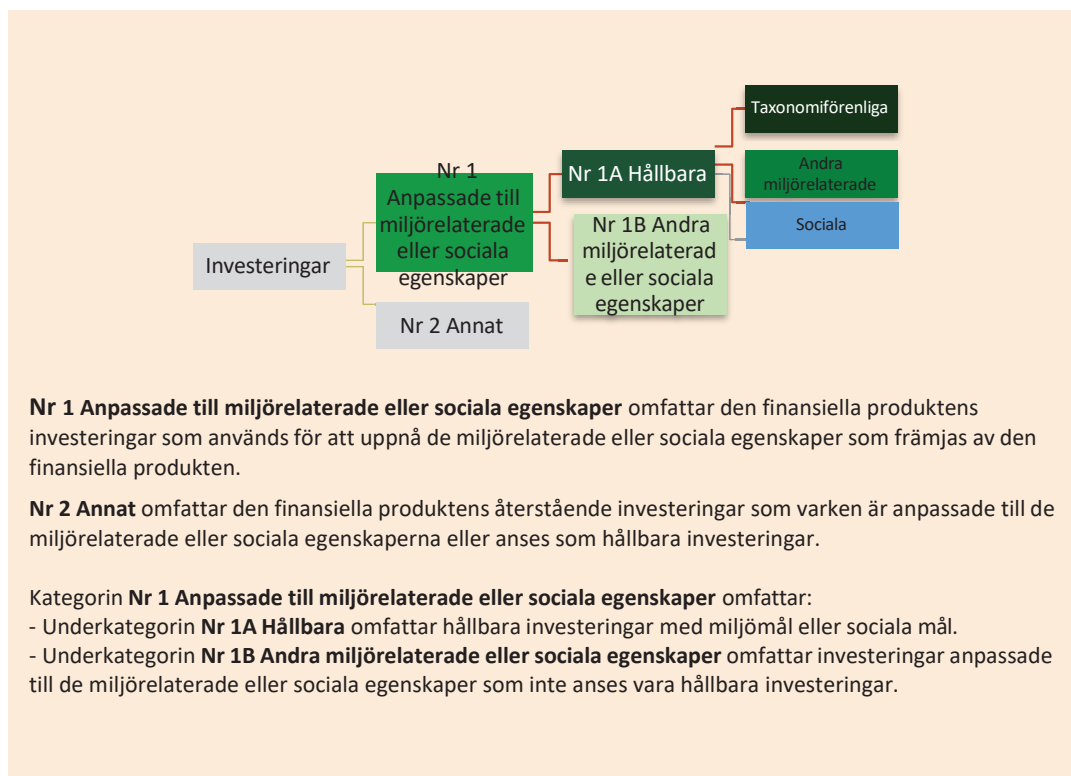 Taxonomiförenliga
Nr 1A Hållbara
Andra
miljörelaterade
Nr 1
Anpassade till
miljörelaterade
eller sociala
egenskaper
Nr 1B Andra
miljörelaterad
e eller sociala
egenskaper
Sociala
Investeringar
Nr 2 Annat
Nr 1 Anpassade till miljörelaterade eller sociala egenskaper omfattar den finansiella produktens
investeringar som används för att uppnå de miljörelaterade eller sociala egenskaper som främjas av den
finansiella produkten.
Nr 2 Annat omfattar den finansiella produktens återstående investeringar som varken är anpassade till de
miljörelaterade eller sociala egenskaperna eller anses som hållbara investeringar.
Kategorin Nr 1 Anpassade till miljörelaterade eller sociala egenskaper omfattar:
- Underkategorin Nr 1A Hållbara omfattar hållbara investeringar med miljömål eller sociala mål.
- Underkategorin Nr 1B Andra miljörelaterade eller sociala egenskaper omfattar investeringar anpassade
till de miljörelaterade eller sociala egenskaper som inte anses vara hållbara investeringar.